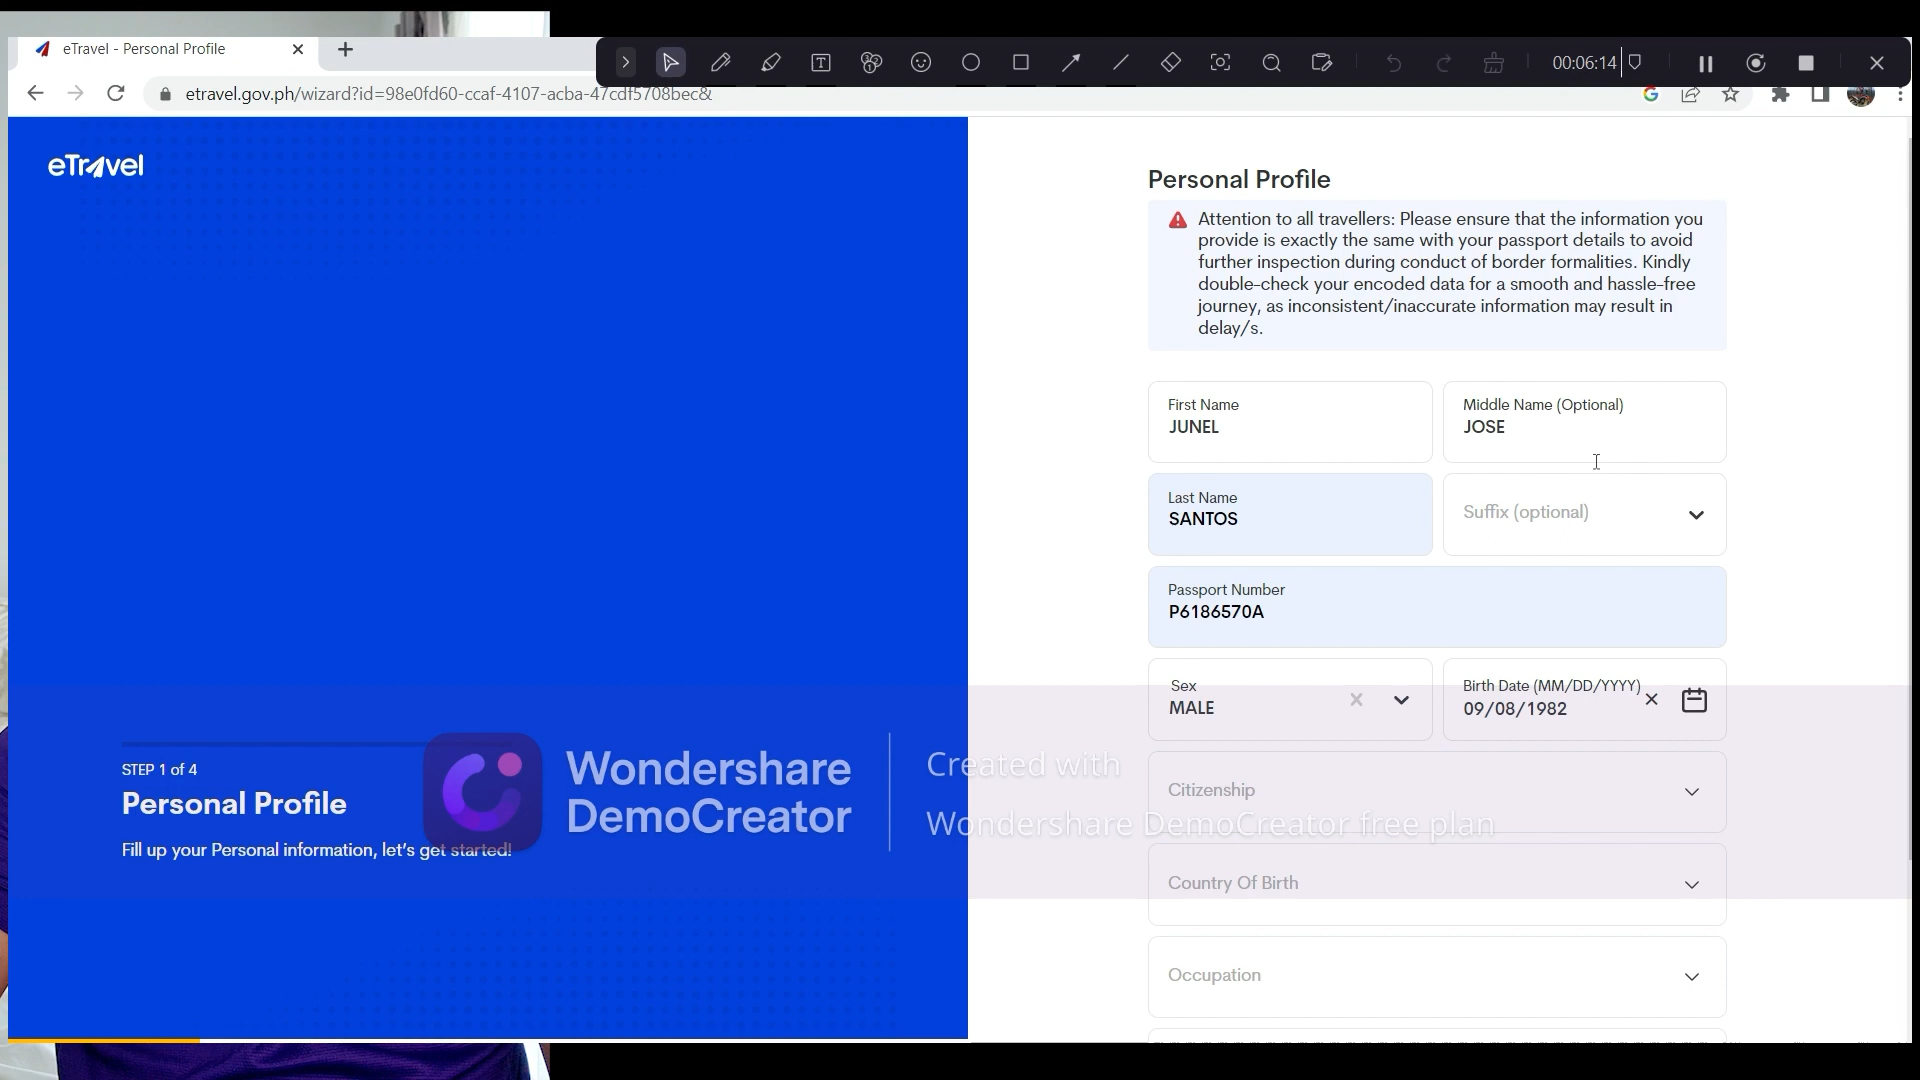 eTravel - Personal Profile
00:06:14
etravel.gov.ph/wizard?id=98e0fd60-ccaf-4107-acba-47cdf5708bec&
eTravel
STEP 1 of 4
Personal Profile
Fill up your Personal information, let's get started!
Wondershare
DemoCreator
Created with
Wondershare DemoCreator free plan
Personal Profile
Attention to all travellers: Please ensure that the information you
provide is exactly the same with your passport details to avoid
further inspection during conduct of border formalities. Kindly
double-check your encoded data for a smooth and hassle-free
journey, as inconsistent/inaccurate information may result in
delay/s.
First Name
JUNEL
Middle Name (Optional)
JOSE
Last Name
SANTOS
Suffix (optional)
Passport Number
P6186570A
Sex
MALE
Birth Date (MM/DD/YYYY)
09/08/1982
Citizenship
Country Of Birth
Occupation